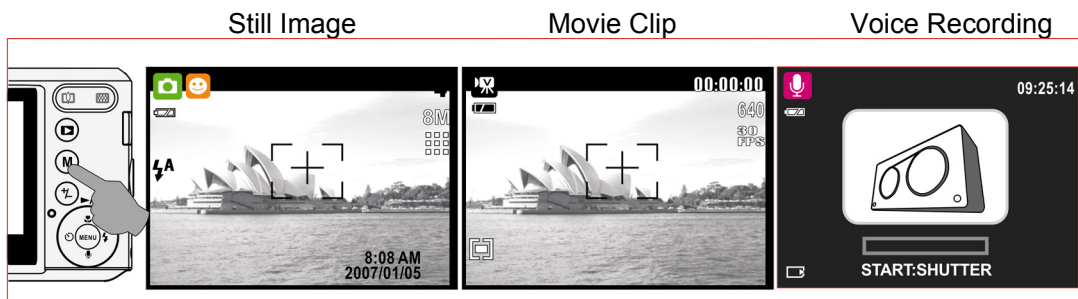 Still Image
Movie Clip
Voice Recording
M
MENU
A
8M
8:08 AM
2007/01/05
00:00:00
640
30
FPS
09:25:14
START:SHUTTER